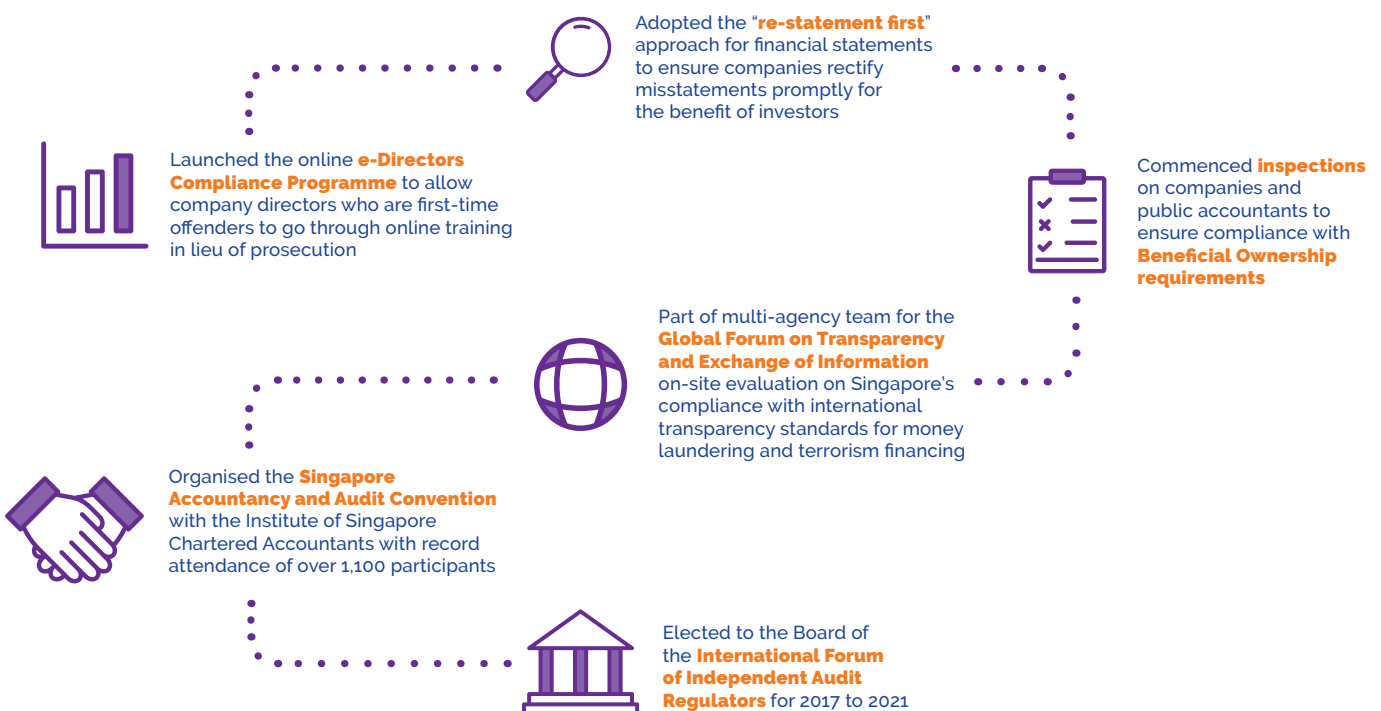 Adopted the “re-statement first”
approach for financial statements
to ensure companies rectify
misstatements promptly for
the benefit of investors
Launched the online e-Directors
Compliance Programme to allow
company directors who are first-time
offenders to go through online training
in lieu of prosecution
Commenced inspections
on companies and
public accountants to
ensure compliance with
Beneficial Ownership
requirements
Part of multi-agency team for the
Global Forum on Transparency
and Exchange of Information
on-site evaluation on Singapore’s
compliance with international
transparency standards for money
laundering and terrorism financing
Organised the Singapore
Accountancy and Audit Convention
with the Institute of Singapore
Chartered Accountants with record
attendance of over 1,100 participants
Elected to the Board of
the International Forum
of Independent Audit
Regulators for 2017 to 2021